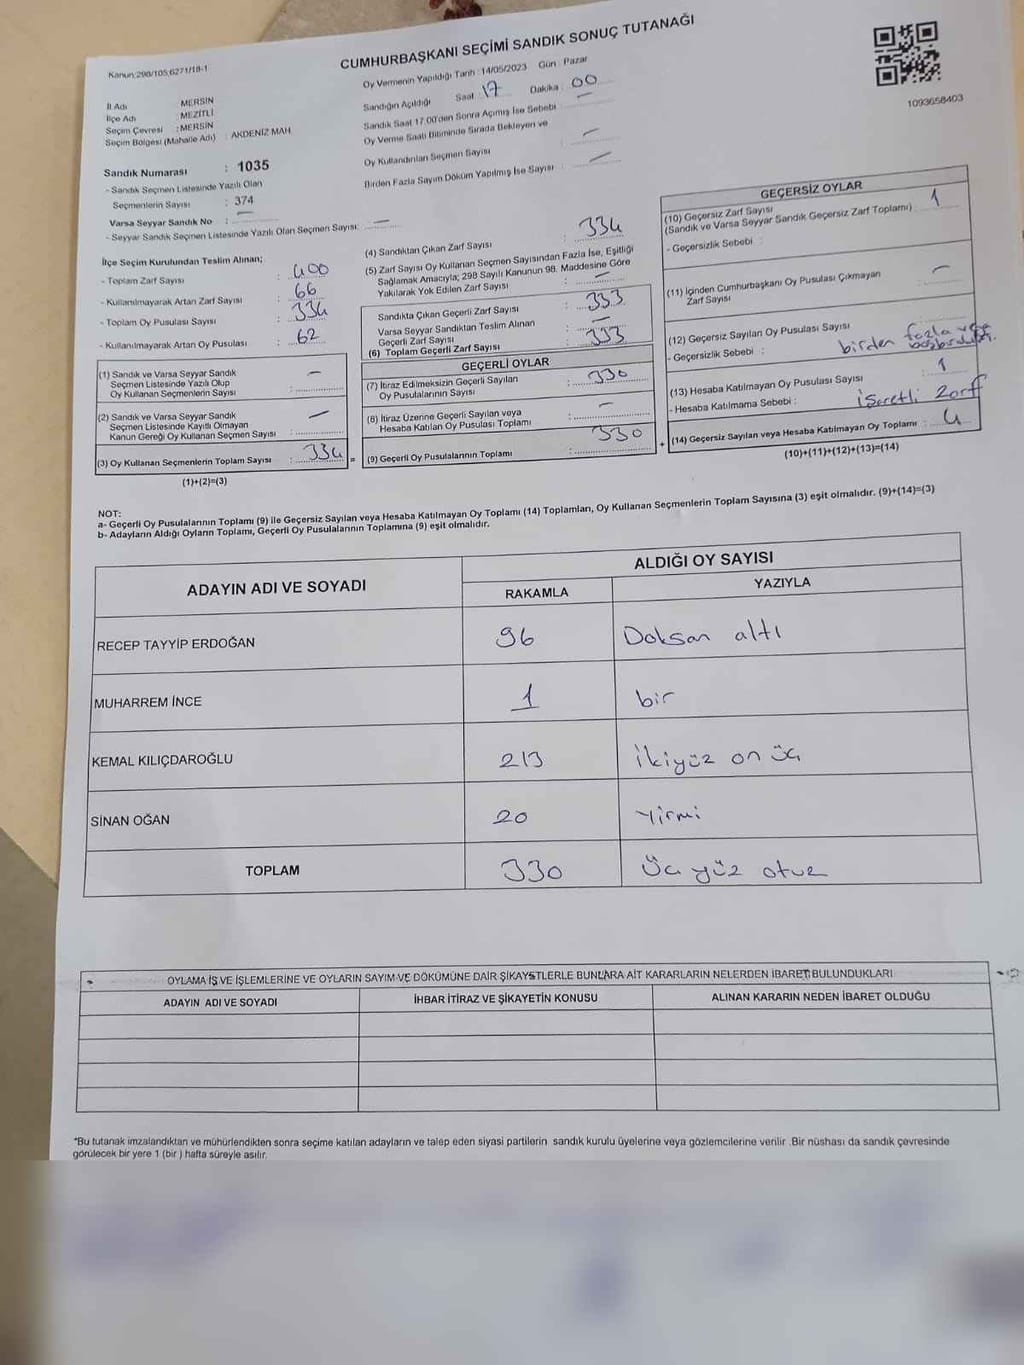 CUMHURBAŞKANI SEÇİMİ SANDIK SONUÇ TUTANAĞI
Kanun:298/105,6271/18-1
Oy Vermenin Yapıldığı Tarih :14/05/2023 Gün : Pazar
1093658403
İl Adı : MERSİN
İlçe Adı : MEZİTLİ
Seçim Çevresi : MERSİN
Seçim Bölgesi (Mahalle Adı) : AKDENİZ MAH.
Sandığın Açıldığı Saat : 17 Dakika : 00
Sandık Saat 17.00'den Sonra Açımış İse Sebebi : —
Oy Verme Saati Bitiminde Sırada Bekleyen ve
Oy Kullandırılan Seçmen Sayısı : —
Birden Fazla Sayım Döküm Yapılmış İse Sayısı : —
Sandık Numarası : 1035
- Sandık Seçmen Listesinde Yazılı Olan
Seçmenlerin Sayısı : 374
Varsa Seyyar Sandık No : —
- Seyyar Sandık Seçmen Listesinde Yazılı Olan Seçmen Sayısı: —
İlçe Seçim Kurulundan Teslim Alınan;
- Toplam Zarf Sayısı : 400
- Kullanılmayarak Artan Zarf Sayısı : 66
- Toplam Oy Pusulası Sayısı : 334
- Kullanılmayarak Artan Oy Pusulası : 62
(1) Sandık ve Varsa Seyyar Sandık
Seçmen Listesinde Yazılı Olup
Oy Kullanan Seçmenlerin Sayısı : —
(2) Sandık ve Varsa Seyyar Sandık
Seçmen Listesinde Kayıtlı Olmayan
Kanun Gereği Oy Kullanan Seçmen Sayısı : —
(3) Oy Kullanan Seçmenlerin Toplam Sayısı : 334 =
(1)+(2)=(3)
(4) Sandıktan Çıkan Zarf Sayısı : 334
(5) Zarf Sayısı Oy Kullanan Seçmen Sayısından Fazla İse, Eşitliği
Sağlamak Amacıyla; 298 Sayılı Kanunun 98. Maddesine Göre
Yakılarak Yok Edilen Zarf Sayısı : —
Sandıkta Çıkan Geçerli Zarf Sayısı : 333
Varsa Seyyar Sandıktan Teslim Alınan
Geçerli Zarf Sayısı : —
(6) Toplam Geçerli Zarf Sayısı : 333
GEÇERLİ OYLAR
(7) İtiraz Edilmeksizin Geçerli Sayılan
Oy Pusulalarının Sayısı : 330
(8) İtiraz Üzerine Geçerli Sayılan veya
Hesaba Katılan Oy Pusulası Toplamı : —
(9) Geçerli Oy Pusulalarının Toplamı : 330 +
GEÇERSİZ OYLAR
(10) Geçersiz Zarf Sayısı
(Sandık ve Varsa Seyyar Sandık Geçersiz Zarf Toplamı) : 1
- Geçersizlik Sebebi :
(11) İçinden Cumhurbaşkanı Oy Pusulası Çıkmayan
Zarf Sayısı : —
(12) Geçersiz Sayılan Oy Pusulası Sayısı :
- Geçersizlik Sebebi : birden fazla
(13) Hesaba Katılmayan Oy Pusulası Sayısı : 1
- Hesaba Katılmama Sebebi : İşaretli Zarf
(14) Geçersiz Sayılan veya Hesaba Katılmayan Oy Toplamı : 4
(10)+(11)+(12)+(13)=(14)
NOT:
a- Geçerli Oy Pusulalarının Toplamı (9) ile Geçersiz Sayılan veya Hesaba Katılmayan Oy Toplamı (14) Toplamları, Oy Kullanan Seçmenlerin Toplam Sayısına (3) eşit olmalıdır. (9)+(14)=(3)
b- Adayların Aldığı Oyların Toplamı, Geçerli Oy Pusulalarının Toplamına (9) eşit olmalıdır.
ADAYIN ADI VE SOYADI ALDIĞI OY SAYISI
RAKAMLA YAZIYLA
RECEP TAYYİP ERDOĞAN 96 Doksan altı
MUHARREM İNCE 1 bir
KEMAL KILIÇDAROĞLU 213 ikiyüz on üç
SİNAN OĞAN 20 Yirmi
TOPLAM 330 Üç yüz otuz
OYLAMA İŞ VE İŞLEMLERİNE VE OYLARIN SAYIM VE DÖKÜMÜNE DAİR ŞİKAYETLERLE BUNLARA AİT KARARLARIN NELERDEN İBARET BULUNDUKLARI
ADAYIN ADI VE SOYADI İHBAR İTİRAZ VE ŞİKAYETİN KONUSU ALINAN KARARIN NEDEN İBARET OLDUĞU
*Bu tutanak imzalandıktan ve mühürlendikten sonra seçime katılan adayların ve talep eden siyasi partilerin sandık kurulu üyelerine veya gözlemcilerine verilir .Bir nüshası da sandık çevresinde
görülecek bir yere 1 (bir ) hafta süreyle asılır.